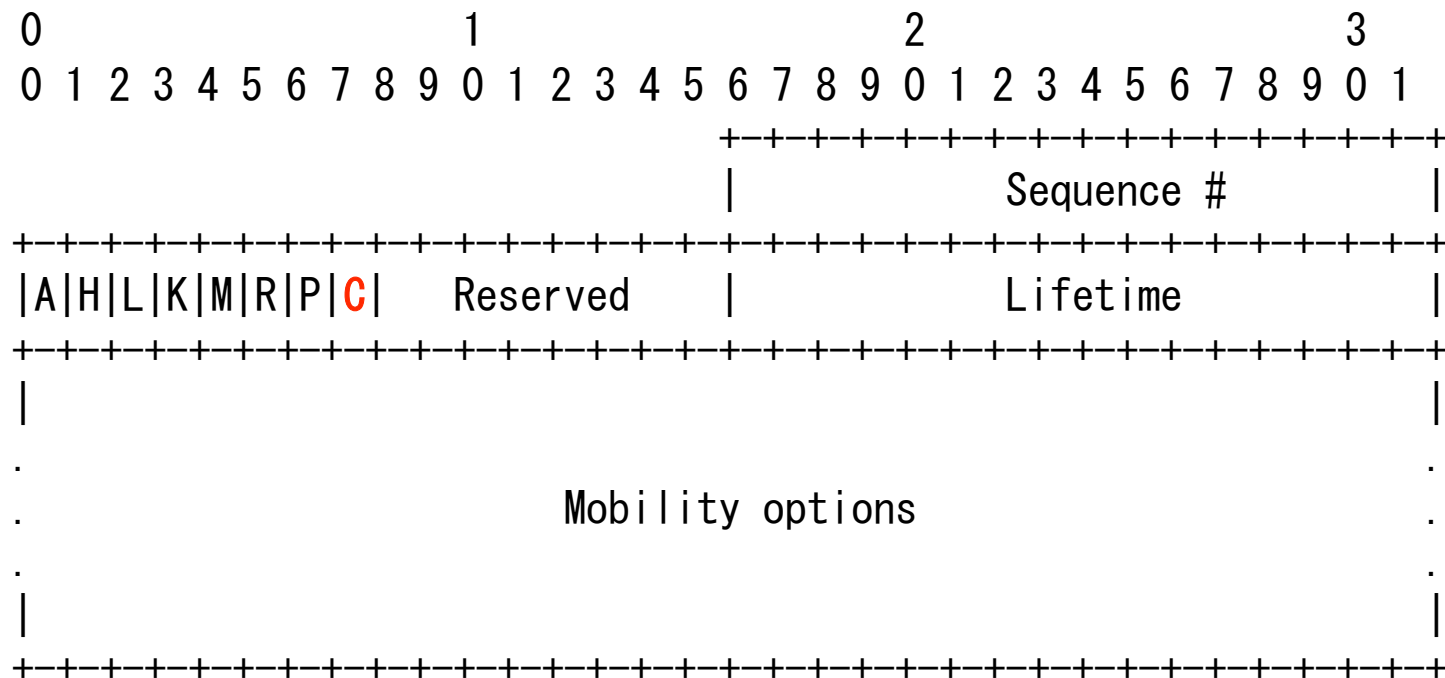 0                   1                   2                   3
0 1 2 3 4 5 6 7 8 9 0 1 2 3 4 5 6 7 8 9 0 1 2 3 4 5 6 7 8 9 0 1
                                +-+-+-+-+-+-+-+-+-+-+-+-+-+-+-+-+
                                |           Sequence #          |
+-+-+-+-+-+-+-+-+-+-+-+-+-+-+-+-+-+-+-+-+-+-+-+-+-+-+-+-+-+-+-+-+
|A|H|L|K|M|R|P|C|   Reserved    |           Lifetime            |
+-+-+-+-+-+-+-+-+-+-+-+-+-+-+-+-+-+-+-+-+-+-+-+-+-+-+-+-+-+-+-+-+
|                                                               |
.                                                               .
.                        Mobility options                       .
.                                                               .
|                                                               |
+-+-+-+-+-+-+-+-+-+-+-+-+-+-+-+-+-+-+-+-+-+-+-+-+-+-+-+-+-+-+-+-+